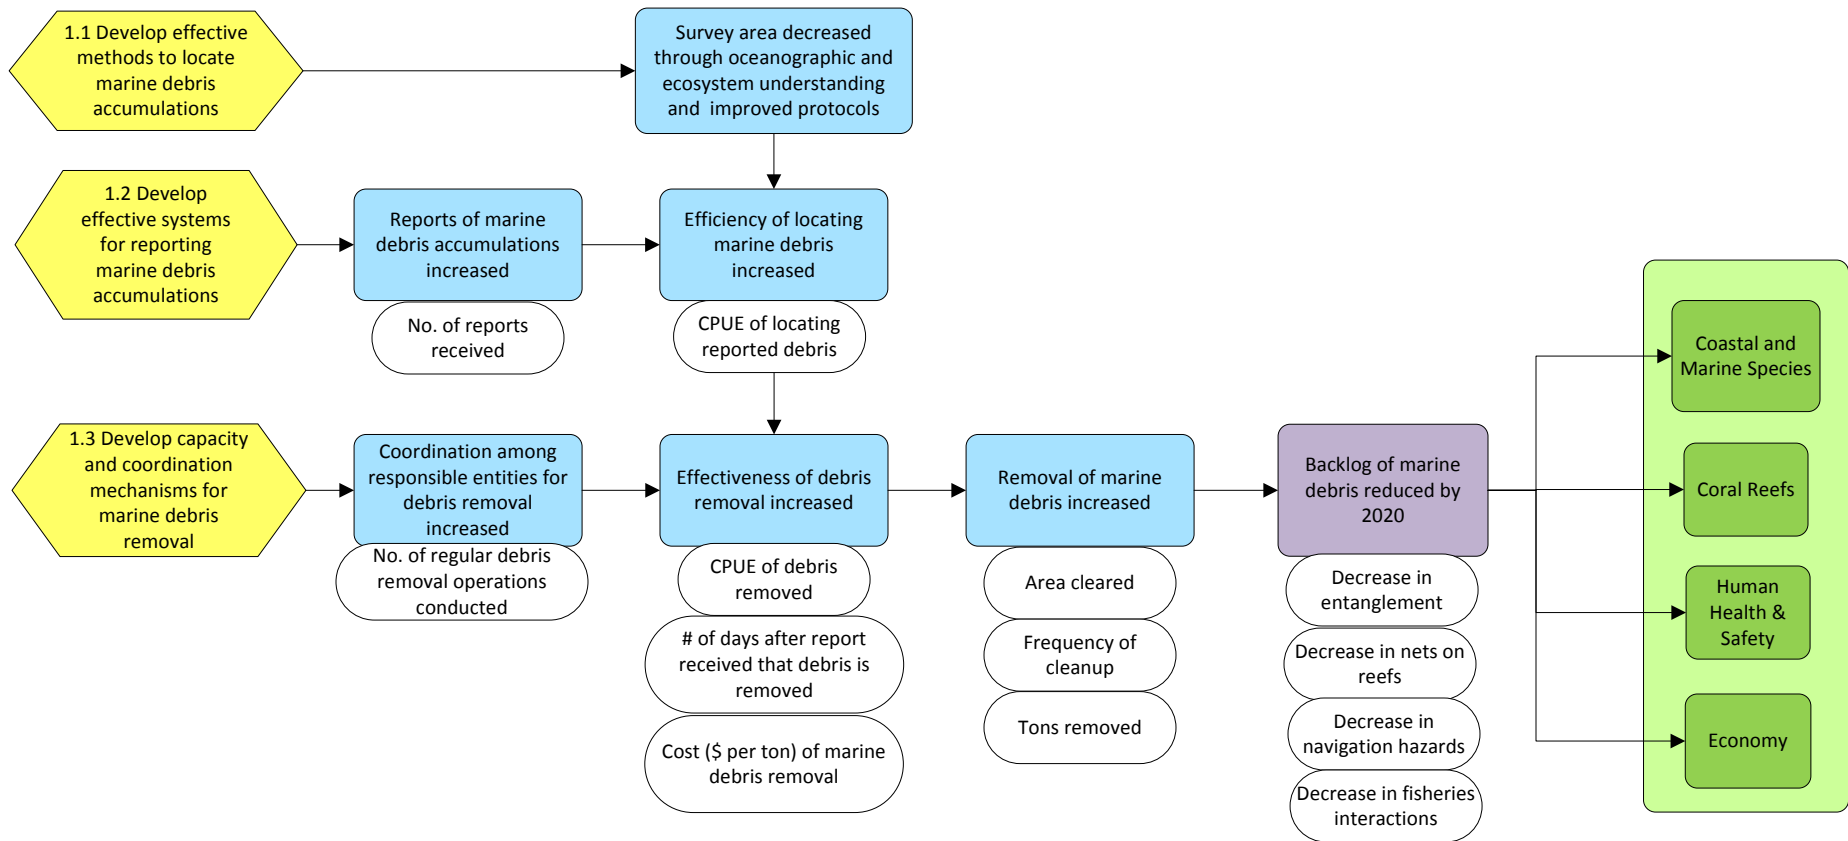 1.1 Develop effective
methods to locate
marine debris
accumulations
Survey area decreased
through oceanographic and
ecosystem understanding
and improved protocols
1.2 Develop
effective systems
for reporting
marine debris
accumulations
Reports of marine
debris accumulations
increased
No. of reports
received
Efficiency of locating
marine debris
increased
CPUE of locating
reported debris
1.3 Develop capacity
and coordination
mechanisms for
marine debris
removal
Coordination among
responsible entities for
debris removal
increased
No. of regular debris
removal operations
conducted
Effectiveness of debris
removal increased
CPUE of debris
removed
# of days after report
received that debris is
removed
Cost ($ per ton) of marine
debris removal
Removal of marine
debris increased
Area cleared
Frequency of
cleanup
Tons removed
Backlog of marine
debris reduced by
2020
Decrease in
entanglement
Decrease in nets on
reefs
Decrease in
navigation hazards
Decrease in fisheries
interactions
Coastal and
Marine Species
Coral Reefs
Human
Health &
Safety
Economy